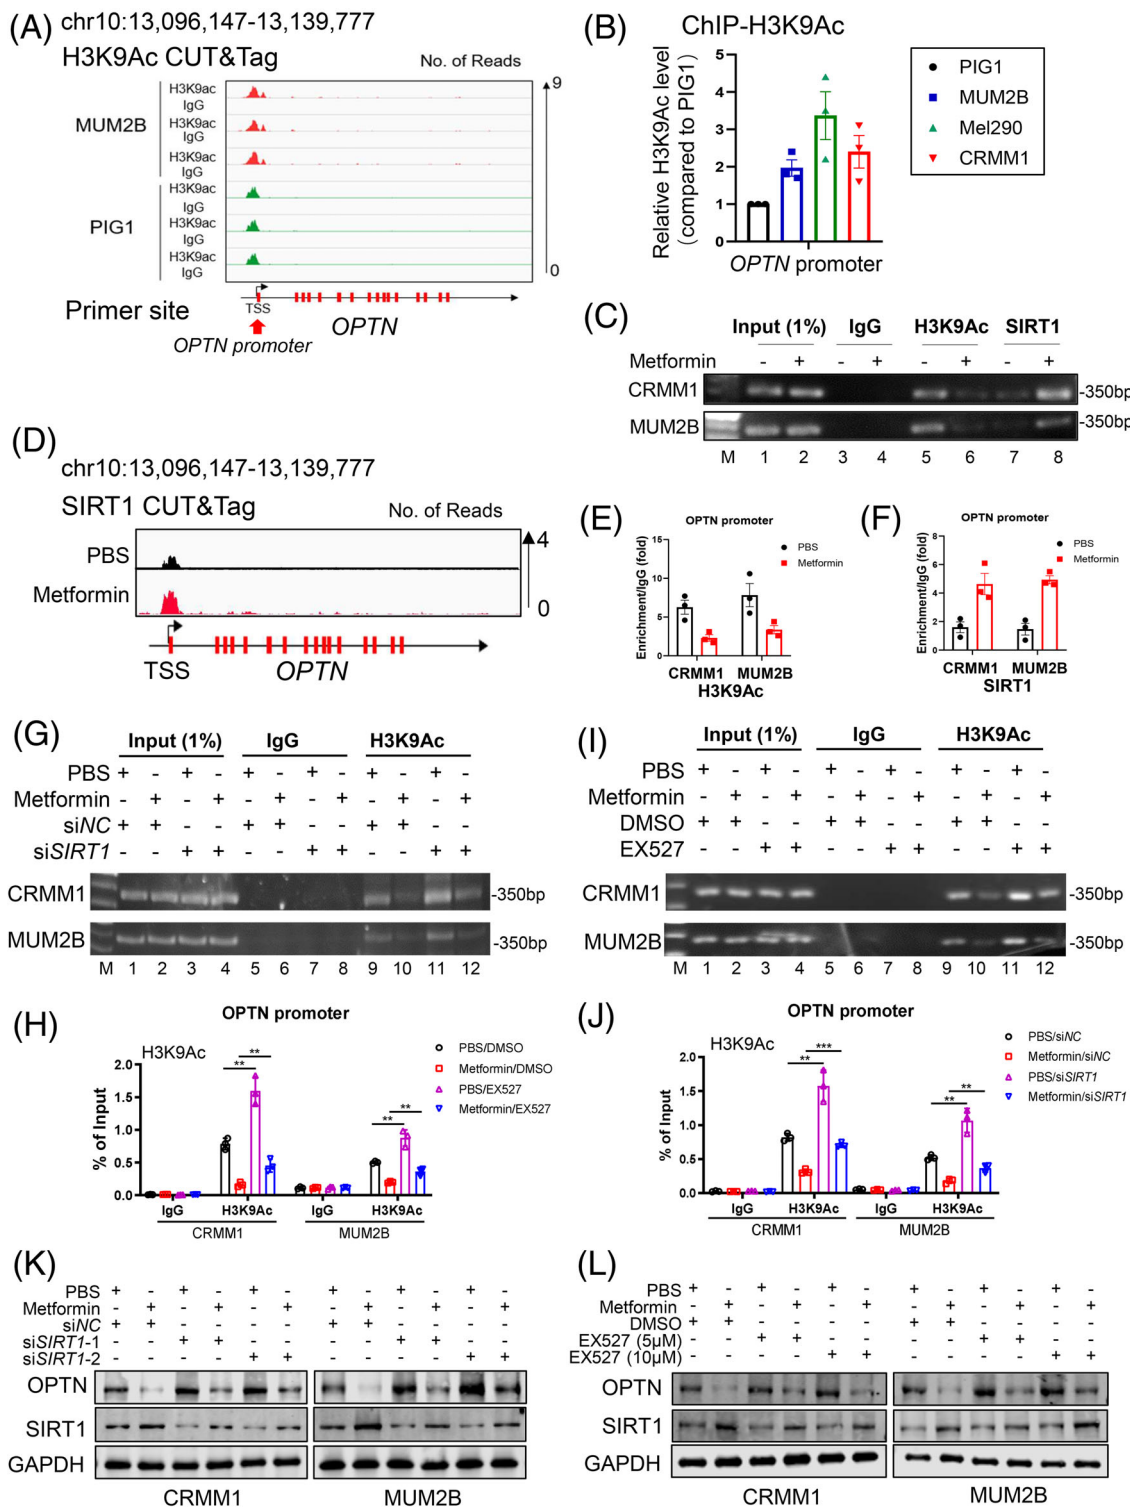 (A) chr10:13,096,147-13,139,777
H3K9Ac CUT&Tag
No. of Reads
MUM2B
H3K9ac
IgG
H3K9ac
IgG
H3K9ac
IgG
PIG1
H3K9ac
IgG
H3K9ac
IgG
H3K9ac
IgG
9
0
Primer site
TSS
OPTN
OPTN promoter
(B) ChIP-H3K9Ac
Relative H3K9Ac level
(compared to PIG1)
5
4
3
2
1
0
OPTN promoter
PIG1
MUM2B
Mel290
CRMM1
(C)
Input (1%) IgG H3K9Ac SIRT1
Metformin - + - + - + - +
CRMM1 -350bp
MUM2B -350bp
M 1 2 3 4 5 6 7 8
(D)
chr10:13,096,147-13,139,777
SIRT1 CUT&Tag
No. of Reads
PBS
Metformin
4
0
TSS
OPTN
(E)
OPTN promoter
Enrichment/IgG (fold)
15
10
5
0
PBS
Metformin
CRMM1 MUM2B
H3K9Ac
(F)
OPTN promoter
Enrichment/IgG (fold)
8
6
4
2
0
PBS
Metformin
CRMM1 MUM2B
SIRT1
(G)
Input (1%) IgG H3K9Ac
PBS + - + - + - + - + - + -
Metformin - + - + - + - + - + - +
siNC + + - - + + - - + + - -
siSIRT1 - - + + - - + + - - + +
CRMM1 -350bp
MUM2B -350bp
M 1 2 3 4 5 6 7 8 9 10 11 12
(I)
Input (1%) IgG H3K9Ac
PBS + - + - + - + - + - + -
Metformin - + - + - + - + - + - +
DMSO + + - - + + - - + + - -
EX527 - - + + - - + + - - + +
CRMM1 -350bp
MUM2B -350bp
M 1 2 3 4 5 6 7 8 9 10 11 12
(H)
OPTN promoter
H3K9Ac
% of Input
2.0
1.5
1.0
0.5
0.0
** ** ** **
PBS/DMSO
Metformin/DMSO
PBS/EX527
Metformin/EX527
IgG H3K9Ac IgG H3K9Ac
CRMM1 MUM2B
(J)
OPTN promoter
H3K9Ac
% of Input
2.0
1.5
1.0
0.5
0.0
** *** ** **
PBS/siNC
Metformin/siNC
PBS/siSIRT1
Metformin/siSIRT1
IgG H3K9Ac IgG H3K9Ac
CRMM1 MUM2B
(K)
PBS + - + - + - + - + - + -
Metformin - + - + - + - + - + - +
siNC + + - - - - + + - - - -
siSIRT1-1 - - + + - - - - + + - -
siSIRT1-2 - - - - + + - - - - + +
OPTN
SIRT1
GAPDH
CRMM1 MUM2B
(L)
PBS + - + - + - + - + - + -
Metformin - + - + - + - + - + - +
DMSO + + - - - - + + - - - -
EX527 (5μM) - - + + - - - - + + - -
EX527 (10μM) - - - - + + - - - - + +
OPTN
SIRT1
GAPDH
CRMM1 MUM2B